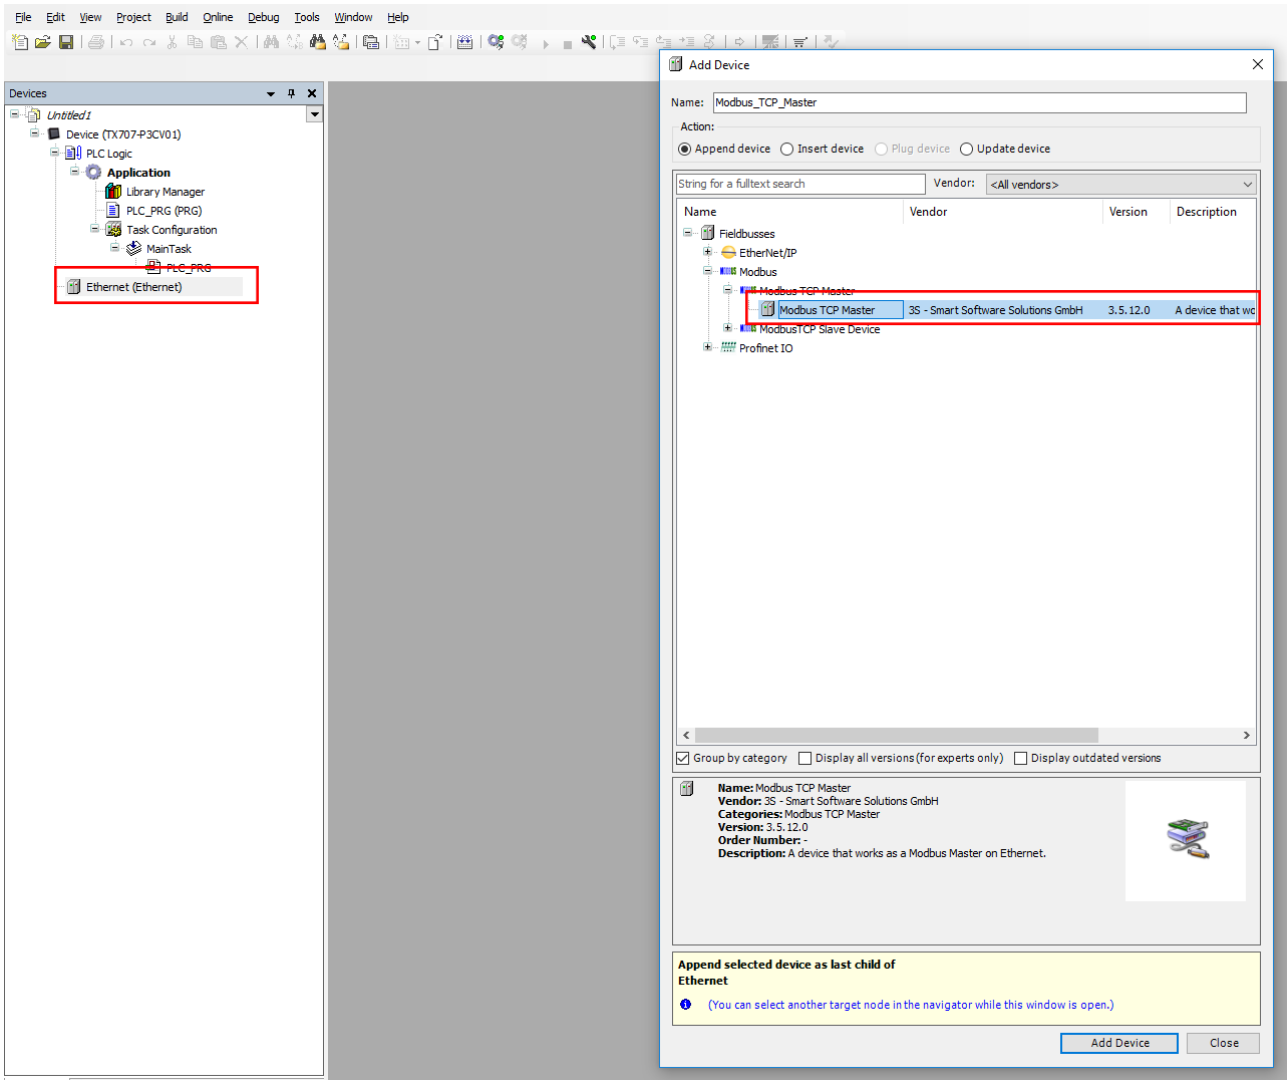 File Edit View Project Build Online Debug Tools Window Help
Devices
Untitled1
Device (TX707-P3CV01)
PLC Logic
Application
Library Manager
PLC_PRG (PRG)
Task Configuration
MainTask
PLC_PRG
Ethernet (Ethernet)
Add Device
Name: Modbus_TCP_Master
Action:
Append device Insert device Plug device Update device
String for a fulltext search Vendor: <All vendors>
Name Vendor Version Description
Fieldbusses
EtherNet/IP
Modbus
Modbus TCP Master
Modbus TCP Master 3S - Smart Software Solutions GmbH 3.5.12.0 A device that wo
ModbusTCP Slave Device
Profinet IO
Group by category Display all versions (for experts only) Display outdated versions
Name: Modbus TCP Master
Vendor: 3S - Smart Software Solutions GmbH
Categories: Modbus TCP Master
Version: 3.5.12.0
Order Number: -
Description: A device that works as a Modbus Master on Ethernet.
Append selected device as last child of
Ethernet
(You can select another target node in the navigator while this window is open.)
Add Device Close